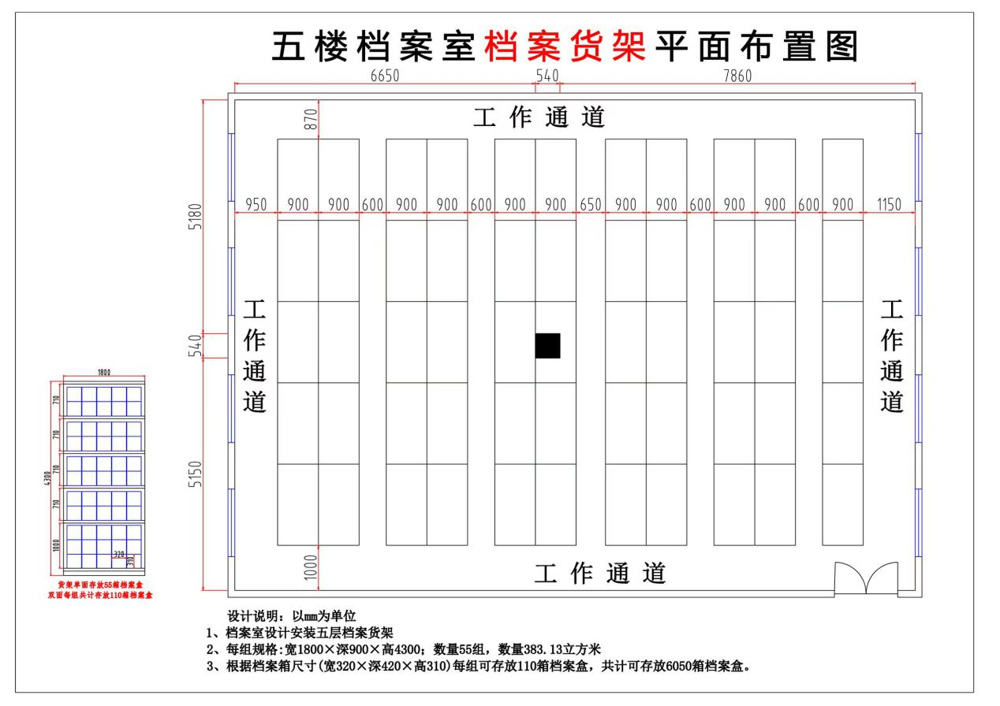 五楼档案室档案货架平面布置图
6650 540 7860
870
工作通道
950 900 900 600 900 900 600 900 900 650 900 900 600 900 900 600 900 1150
5180
540
5150
工作通道
工作通道
1000
工作通道
1800
710
710
710
710
1000
4300
320
310
货架单面存放55箱档案盒
双面每组共计存放110箱档案盒
设计说明：以mm为单位
1、档案室设计安装五层档案货架
2、每组规格:宽1800×深900×高4300；数量55组，数量383.13立方米
3、根据档案箱尺寸(宽320×深420×高310)每组可存放110箱档案盒，共计可存放6050箱档案盒。